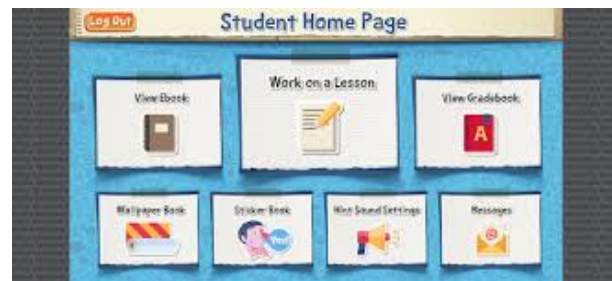 Log Out
Student Home Page
View Ebook
Work on a Lesson
View Gradebook
A
Wallpaper Book
Sticker Book
Hint Sound Settings
Messages